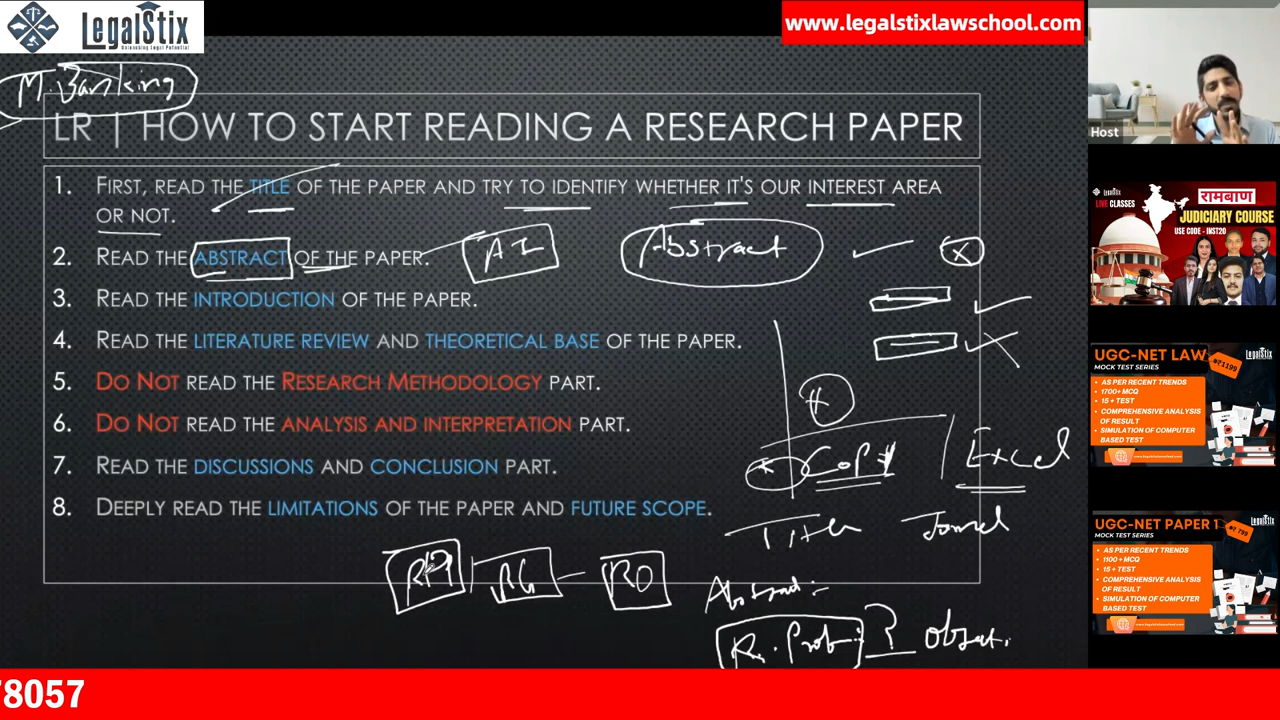 LegalStix
Unleashing Legal Potential
www.legalstixlawschool.com
M. Banking
LR | HOW TO START READING A RESEARCH PAPER
1. FIRST, READ THE TITLE OF THE PAPER AND TRY TO IDENTIFY WHETHER IT'S OUR INTEREST AREA
OR NOT.
2. READ THE ABSTRACT OF THE PAPER.
AI
Abstract
3. READ THE INTRODUCTION OF THE PAPER.
4. READ THE LITERATURE REVIEW AND THEORETICAL BASE OF THE PAPER.
5. DO NOT READ THE RESEARCH METHODOLOGY PART.
6. DO NOT READ THE ANALYSIS AND INTERPRETATION PART.
7. READ THE DISCUSSIONS AND CONCLUSION PART.
8. DEEPLY READ THE LIMITATIONS OF THE PAPER AND FUTURE SCOPE.
Copy
Excel
RG
RO
Prob
?
Host
LegalStix
LIVE CLASSES
रामबाण
JUDICIARY COURSE
USE CODE - INST20
UGC-NET LAW
MOCK TEST SERIES
₹1199
LegalStix
• AS PER RECENT TRENDS
• 1700+ MCQ
• 15 + TEST
• COMPREHENSIVE ANALYSIS
OF RESULT
• SIMULATION OF COMPUTER
BASED TEST
UGC-NET PAPER 1
MOCK TEST SERIES
₹ 799
LegalStix
• AS PER RECENT TRENDS
• 1100+ MCQ
• 15 + TEST
• COMPREHENSIVE ANALYSIS
OF RESULT
• SIMULATION OF COMPUTER
BASED TEST
78057